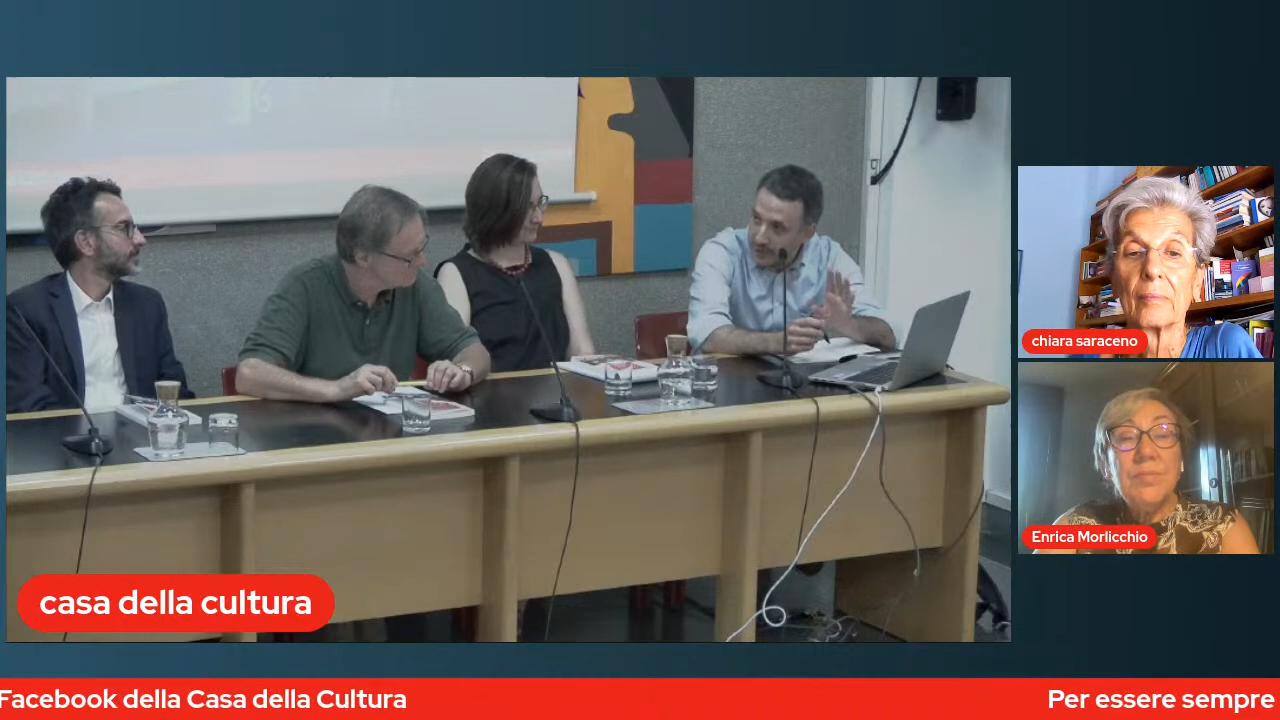 chiara saraceno
Enrica Morlicchio
casa della cultura
Facebook della Casa della Cultura
Per essere sempre